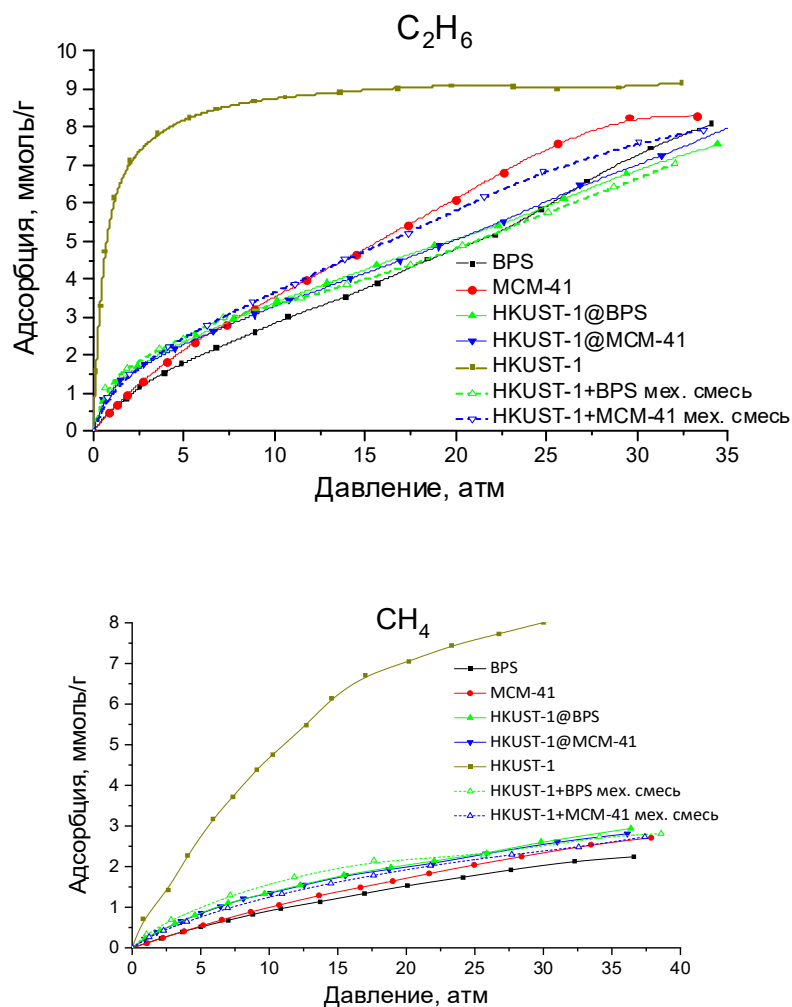 C₂H₆
10
9
8
7
6
5
4
3
2
1
0
Адсорбция, ммоль/г
BPS
MCM-41
HKUST-1@BPS
HKUST-1@MCM-41
HKUST-1
HKUST-1+BPS мех. смесь
HKUST-1+MCM-41 мех. смесь
0 5 10 15 20 25 30 35
Давление, атм
CH₄
8
7
6
5
4
3
2
1
0
Адсорбция, ммоль/г
BPS
MCM-41
HKUST-1@BPS
HKUST-1@MCM-41
HKUST-1
HKUST-1+BPS мех. смесь
HKUST-1+MCM-41 мех. смесь
0 5 10 15 20 25 30 35 40
Давление, атм